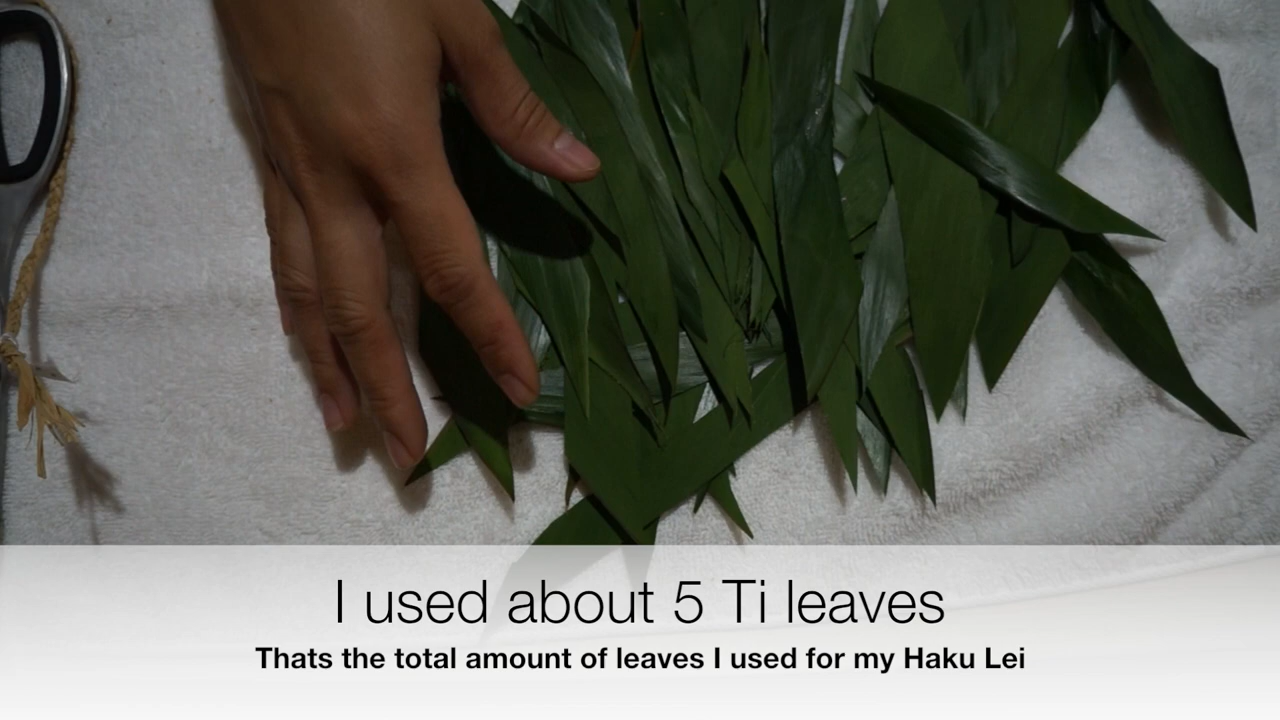 I used about 5 Ti leaves
Thats the total amount of leaves I used for my Haku Lei